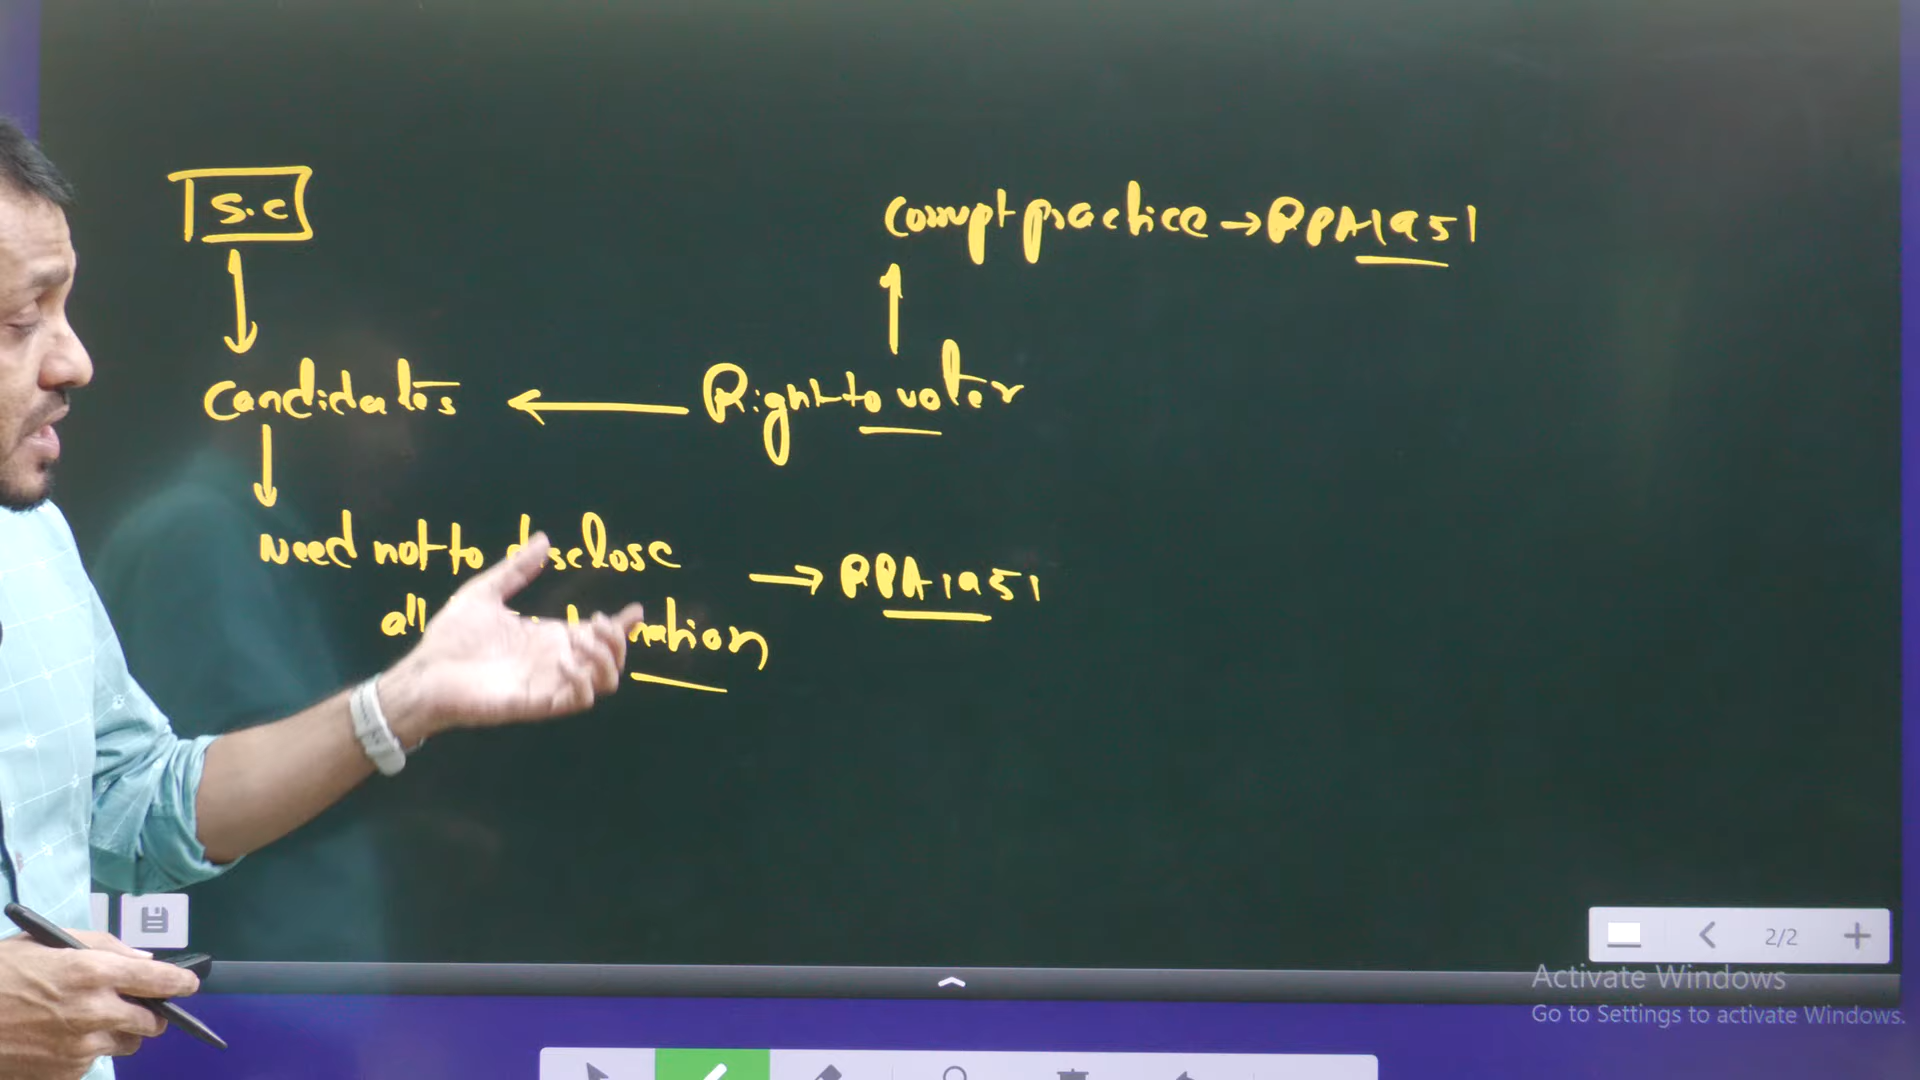 S.C
corrupt practice → RPA 1951
candidates ← Right to voter
Need not to disclose → RPA 1951
all
2/2
Activate Windows
Go to Settings to activate Windows.